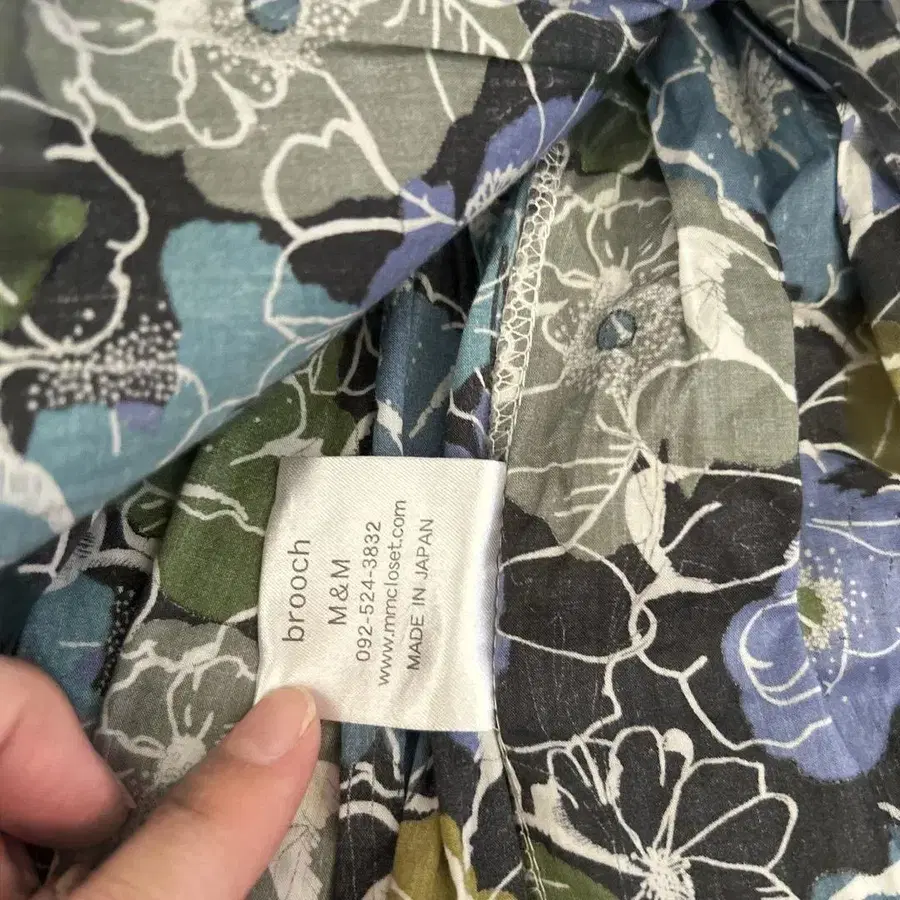 brooch
M & M
092-524-3832
www.mmcloset.com
MADE IN JAPAN